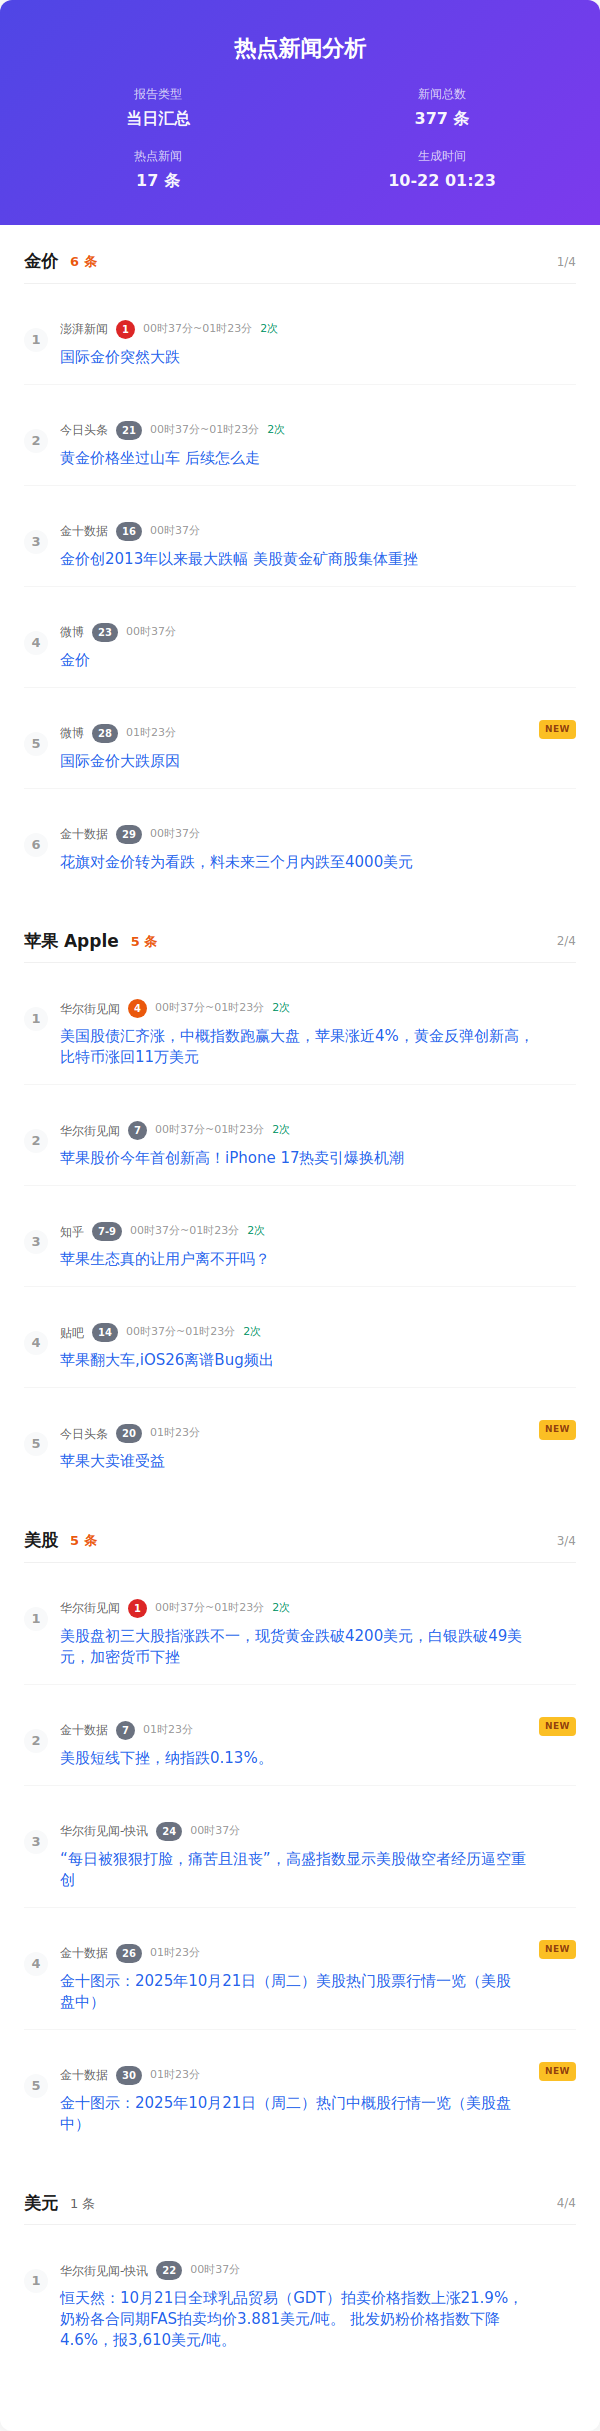 热点新闻分析
报告类型
新闻总数
当日汇总
377 条
热点新闻
生成时间
17 条
10-22 01:23
金价 6 条 1/4
1
澎湃新闻 1 00时37分~01时23分 2次
国际金价突然大跌
2
今日头条 21 00时37分~01时23分 2次
黄金价格坐过山车 后续怎么走
3
金十数据 16 00时37分
金价创2013年以来最大跌幅 美股黄金矿商股集体重挫
4
微博 23 00时37分
金价
5
微博 28 01时23分 NEW
国际金价大跌原因
6
金十数据 29 00时37分
花旗对金价转为看跌，料未来三个月内跌至4000美元
苹果 Apple 5 条 2/4
1
华尔街见闻 4 00时37分~01时23分 2次
美国股债汇齐涨，中概指数跑赢大盘，苹果涨近4%，黄金反弹创新高，
比特币涨回11万美元
2
华尔街见闻 7 00时37分~01时23分 2次
苹果股价今年首创新高！iPhone 17热卖引爆换机潮
3
知乎 7-9 00时37分~01时23分 2次
苹果生态真的让用户离不开吗？
4
贴吧 14 00时37分~01时23分 2次
苹果翻大车,iOS26离谱Bug频出
5
今日头条 20 01时23分 NEW
苹果大卖谁受益
美股 5 条 3/4
1
华尔街见闻 1 00时37分~01时23分 2次
美股盘初三大股指涨跌不一，现货黄金跌破4200美元，白银跌破49美
元，加密货币下挫
2
金十数据 7 01时23分 NEW
美股短线下挫，纳指跌0.13%。
3
华尔街见闻-快讯 24 00时37分
“每日被狠狠打脸，痛苦且沮丧”，高盛指数显示美股做空者经历逼空重
创
4
金十数据 26 01时23分 NEW
金十图示：2025年10月21日（周二）美股热门股票行情一览（美股
盘中）
5
金十数据 30 01时23分 NEW
金十图示：2025年10月21日（周二）热门中概股行情一览（美股盘
中）
美元 1 条 4/4
1
华尔街见闻-快讯 22 00时37分
恒天然：10月21日全球乳品贸易（GDT）拍卖价格指数上涨21.9%，
奶粉各合同期FAS拍卖均价3.881美元/吨。 批发奶粉价格指数下降
4.6%，报3,610美元/吨。